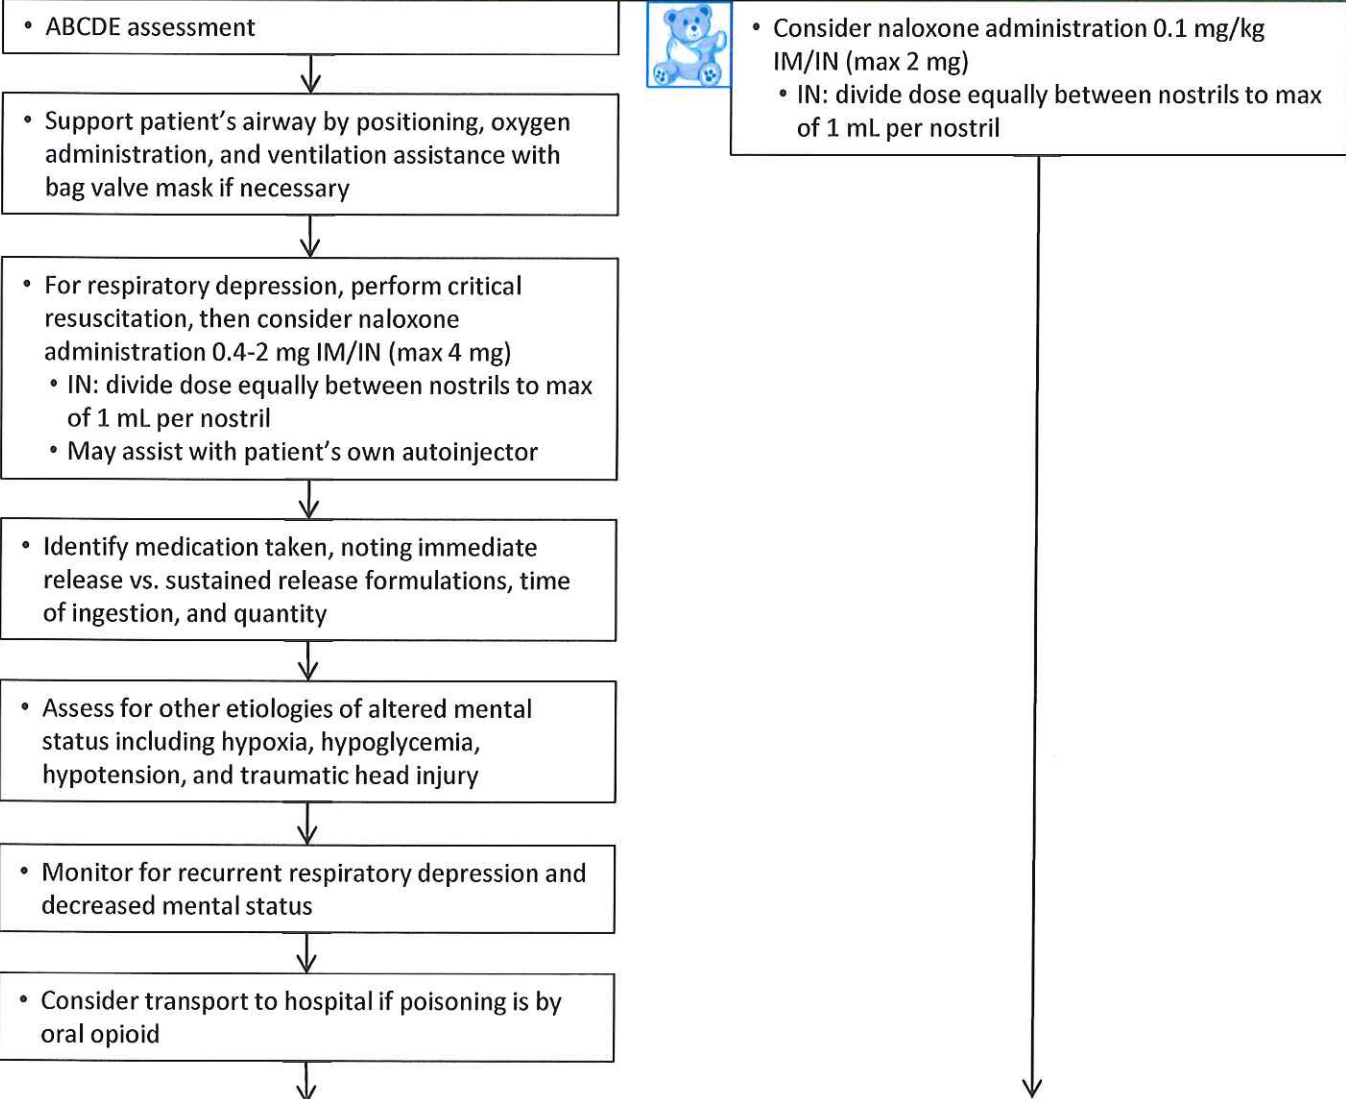 • ABCDE assessment
• Support patient's airway by positioning, oxygen
administration, and ventilation assistance with
bag valve mask if necessary
• For respiratory depression, perform critical
resuscitation, then consider naloxone
administration 0.4-2 mg IM/IN (max 4 mg)
• IN: divide dose equally between nostrils to max
of 1 mL per nostril
• May assist with patient's own autoinjector
• Identify medication taken, noting immediate
release vs. sustained release formulations, time
of ingestion, and quantity
• Assess for other etiologies of altered mental
status including hypoxia, hypoglycemia,
hypotension, and traumatic head injury
• Monitor for recurrent respiratory depression and
decreased mental status
• Consider transport to hospital if poisoning is by
oral opioid
• Consider naloxone administration 0.1 mg/kg
IM/IN (max 2 mg)
• IN: divide dose equally between nostrils to max
of 1 mL per nostril